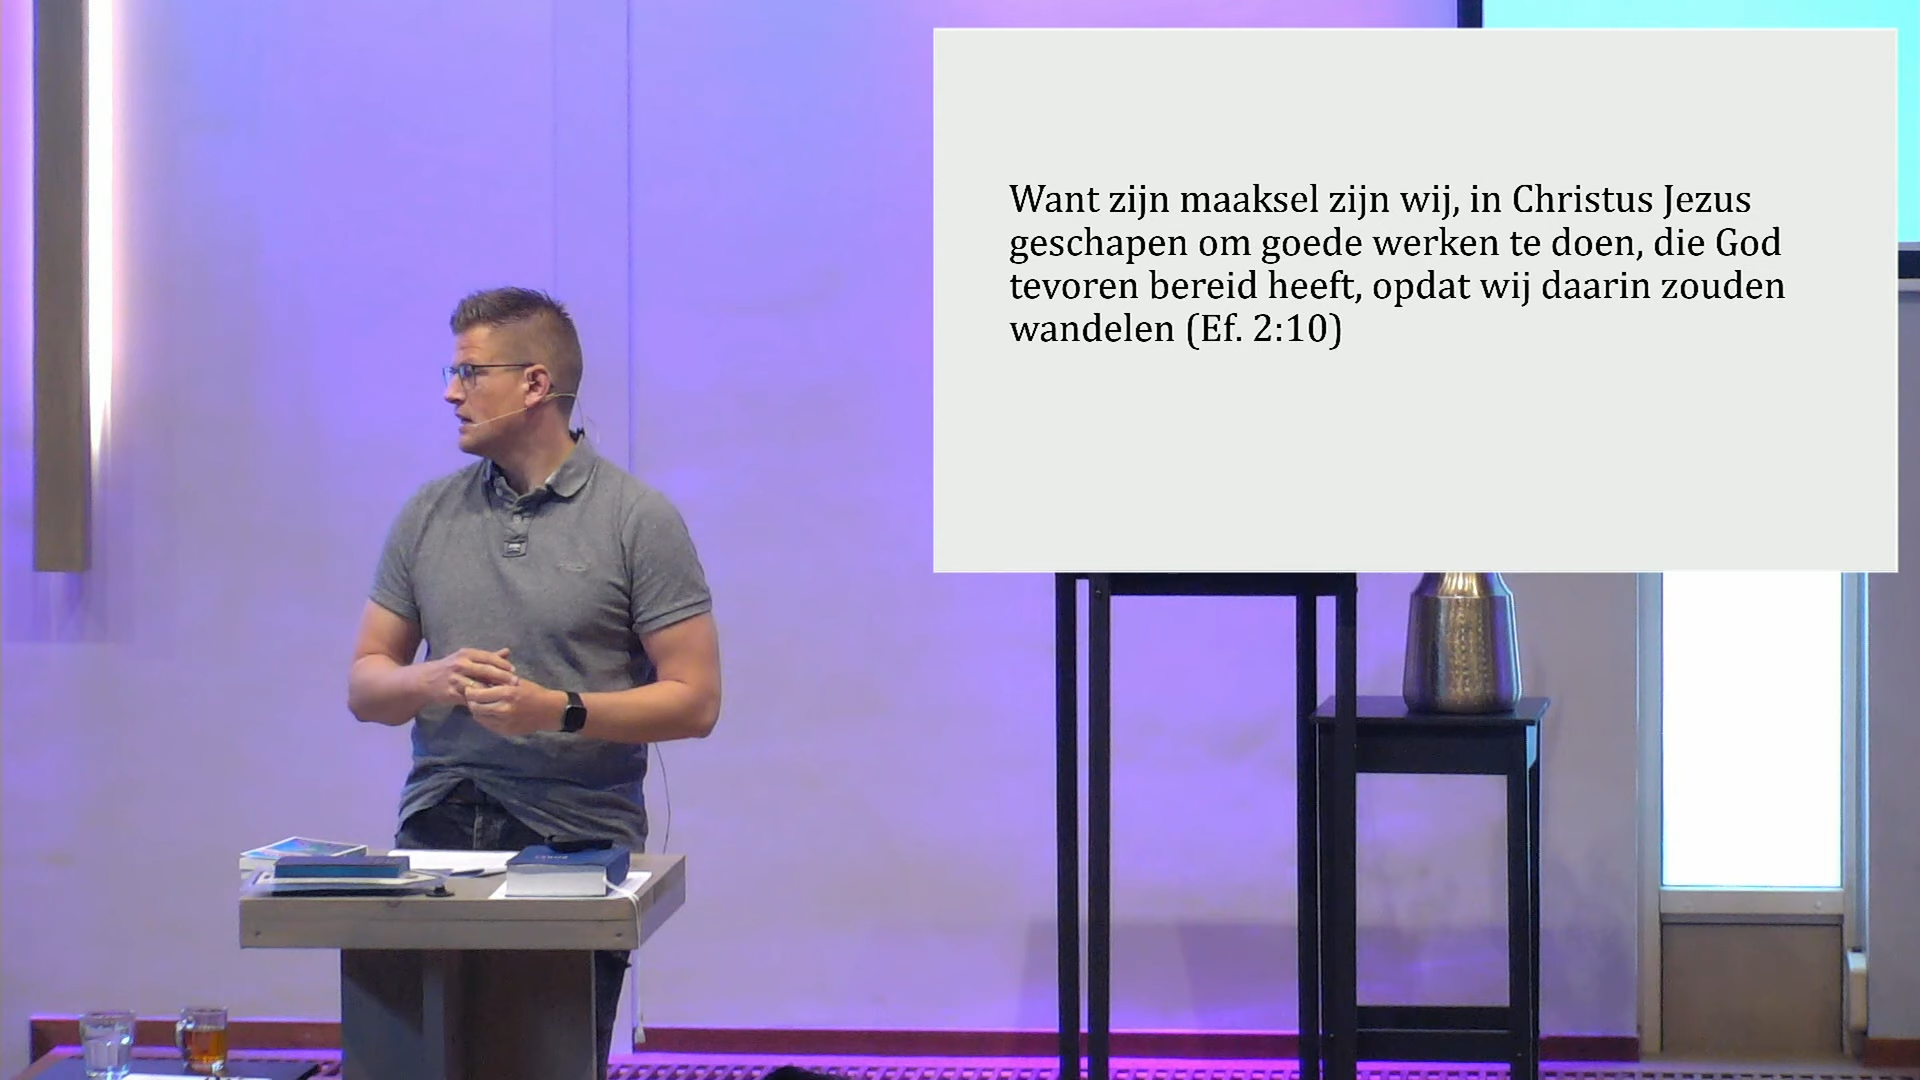 Want zijn maaksel zijn wij, in Christus Jezus
geschapen om goede werken te doen, die God
tevoren bereid heeft, opdat wij daarin zouden
wandelen (Ef. 2:10)